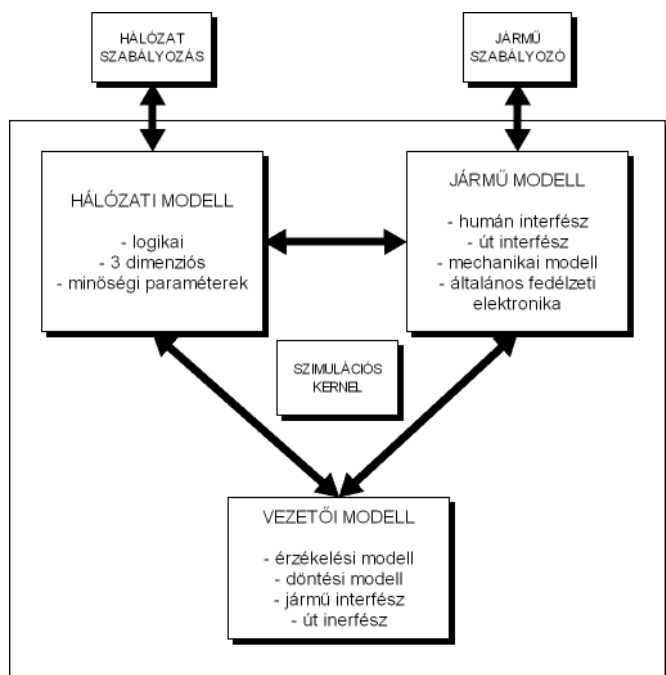 HÁLÓZAT
SZABÁLYOZÁS
JÁRMŰ
SZABÁLYOZÓ
HÁLÓZATI MODELL
- logikai
- 3 dimenziós
- minőségi paraméterek
JÁRMŰ MODELL
- humán interfész
- út interfész
- mechanikai modell
- általános fedélzeti
elektronika
SZIMULÁCIÓS
KERNEL
VEZETŐI MODELL
- érzékelési modell
- döntési modell
- jármű interfész
- út inerfész